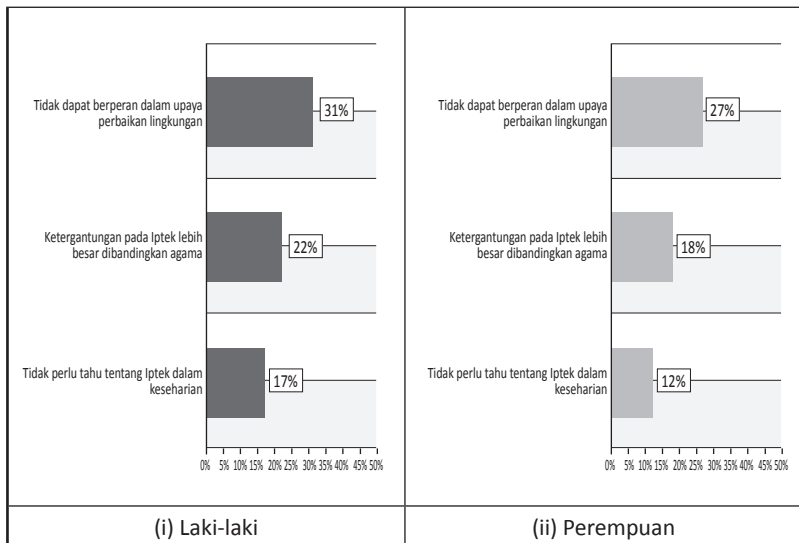 Tidak dapat berperan dalam upaya
perbaikan lingkungan
31%
Ketergantungan pada Iptek lebih
besar dibandingkan agama
22%
Tidak perlu tahu tentang Iptek dalam
keseharian
17%
0% 5% 10% 15% 20% 25% 30% 35% 40% 45% 50%
(i) Laki-laki
Tidak dapat berperan dalam upaya
perbaikan lingkungan
27%
Ketergantungan pada Iptek lebih
besar dibandingkan agama
18%
Tidak perlu tahu tentang Iptek dalam
keseharian
12%
0% 5% 10% 15% 20% 25% 30% 35% 40% 45% 50%
(ii) Perempuan